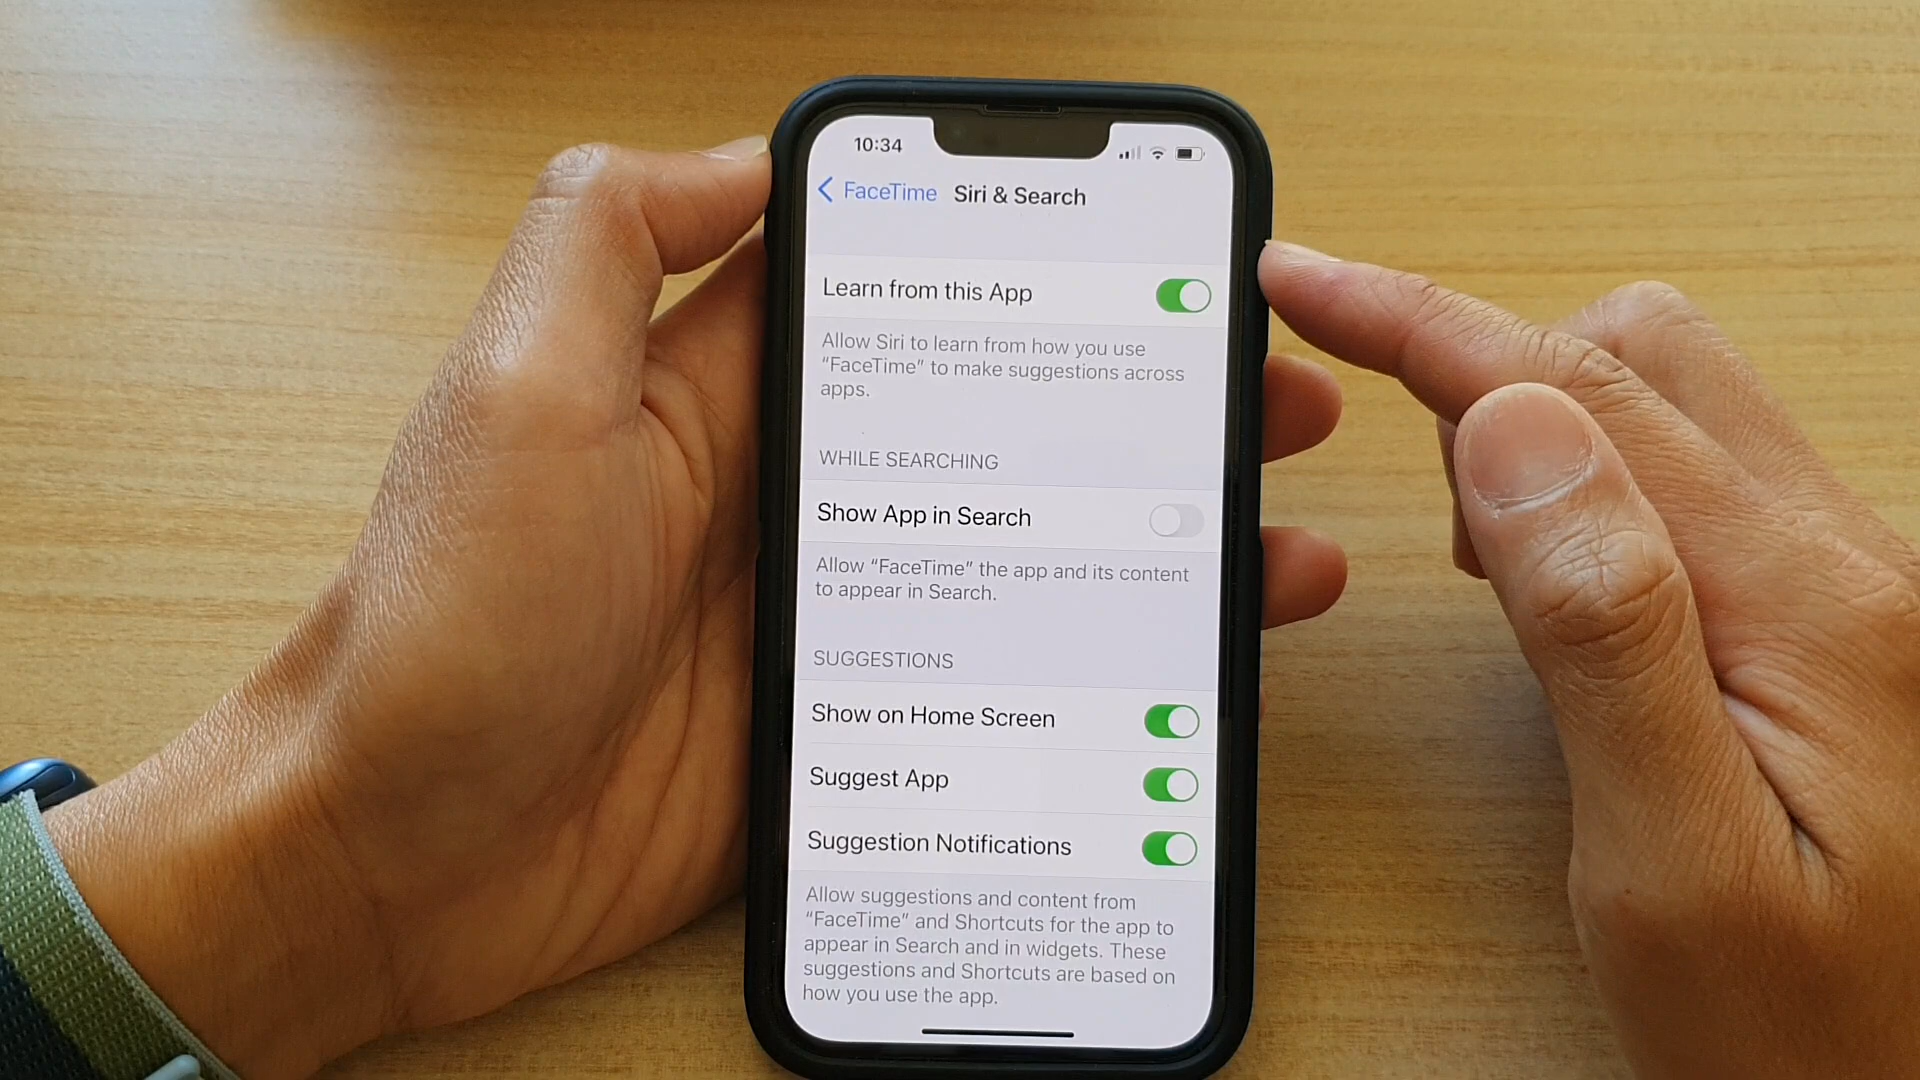 10:34
FaceTime Siri & Search
Learn from this App
Allow Siri to learn from how you use
“FaceTime” to make suggestions across
apps.
WHILE SEARCHING
Show App in Search
Allow “FaceTime” the app and its content
to appear in Search.
SUGGESTIONS
Show on Home Screen
Suggest App
Suggestion Notifications
Allow suggestions and content from
“FaceTime” and Shortcuts for the app to
appear in Search and in widgets. These
suggestions and Shortcuts are based on
how you use the app.